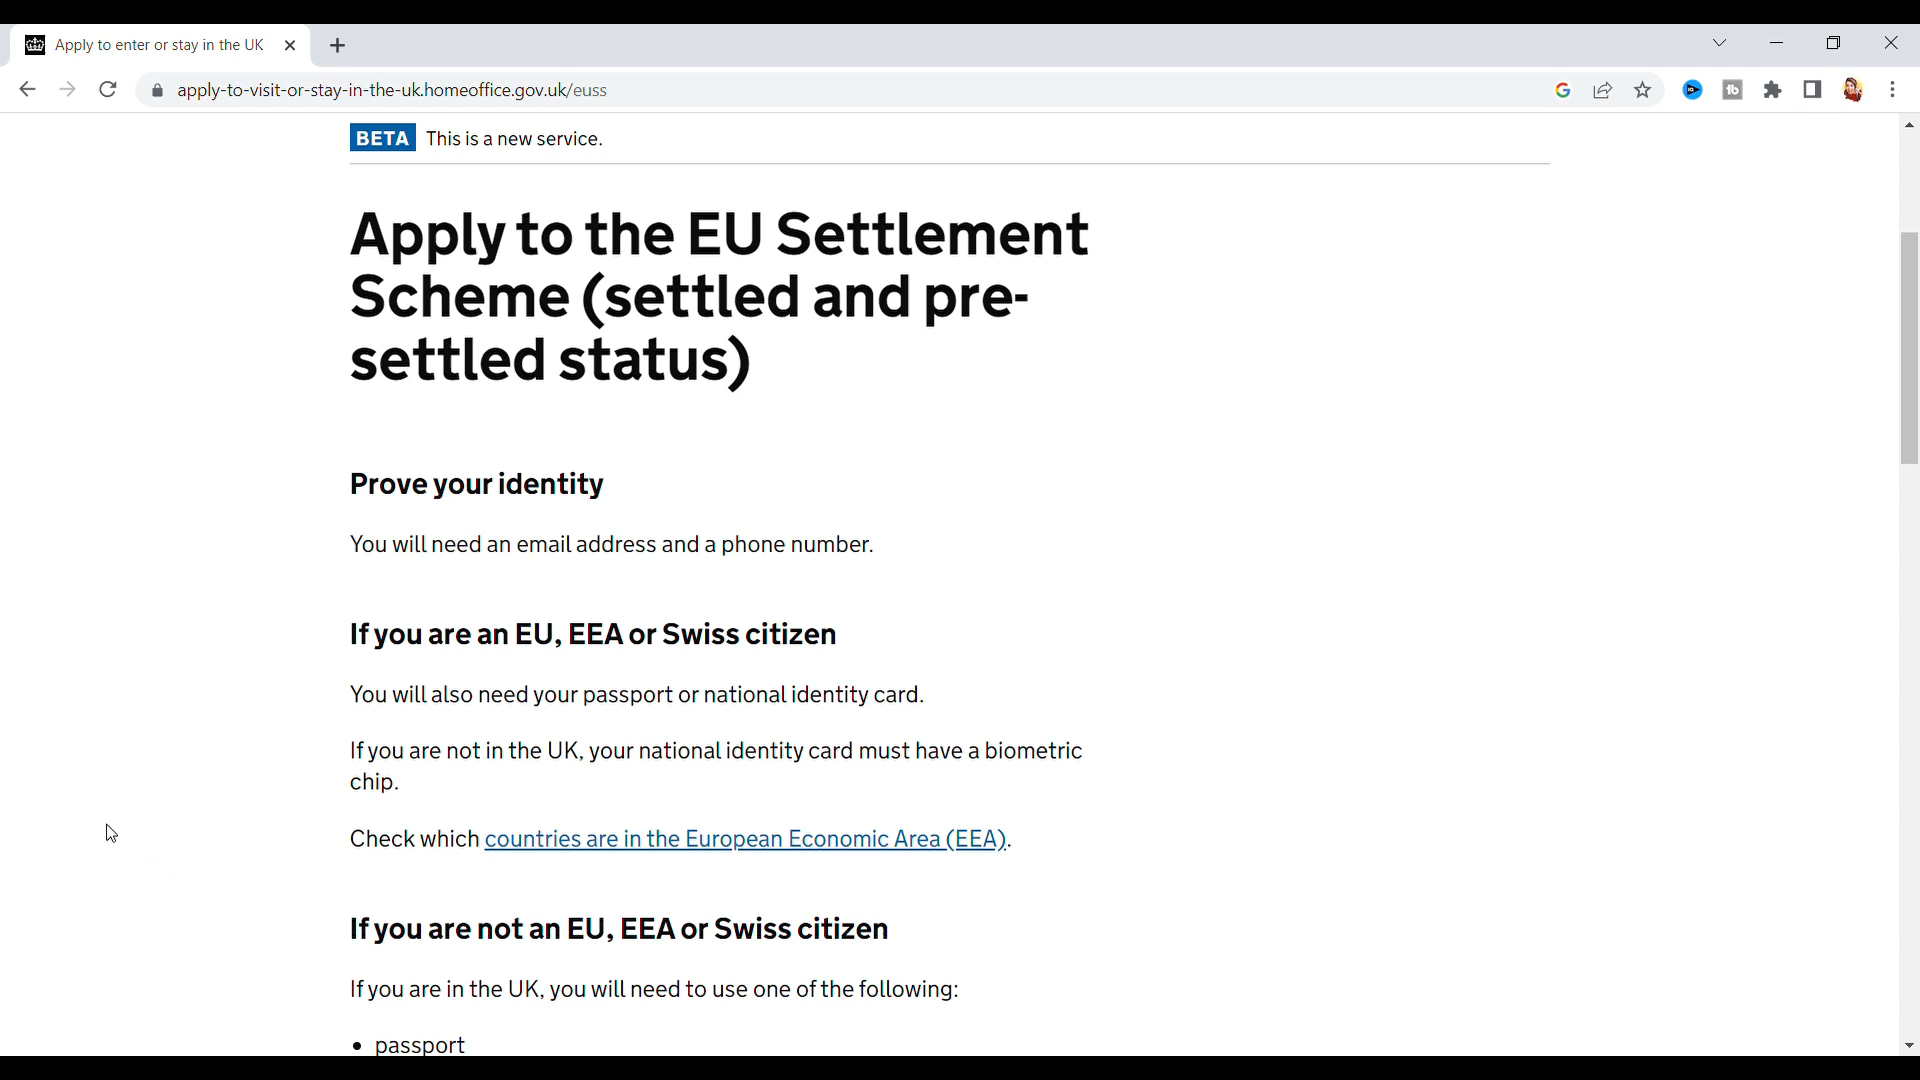 Apply to enter or stay in the UK
apply-to-visit-or-stay-in-the-uk.homeoffice.gov.uk/euss
BETA This is a new service.
Apply to the EU Settlement
Scheme (settled and pre-
settled status)
Prove your identity
You will need an email address and a phone number.
If you are an EU, EEA or Swiss citizen
You will also need your passport or national identity card.
If you are not in the UK, your national identity card must have a biometric
chip.
Check which countries are in the European Economic Area (EEA).
If you are not an EU, EEA or Swiss citizen
If you are in the UK, you will need to use one of the following:
• passport